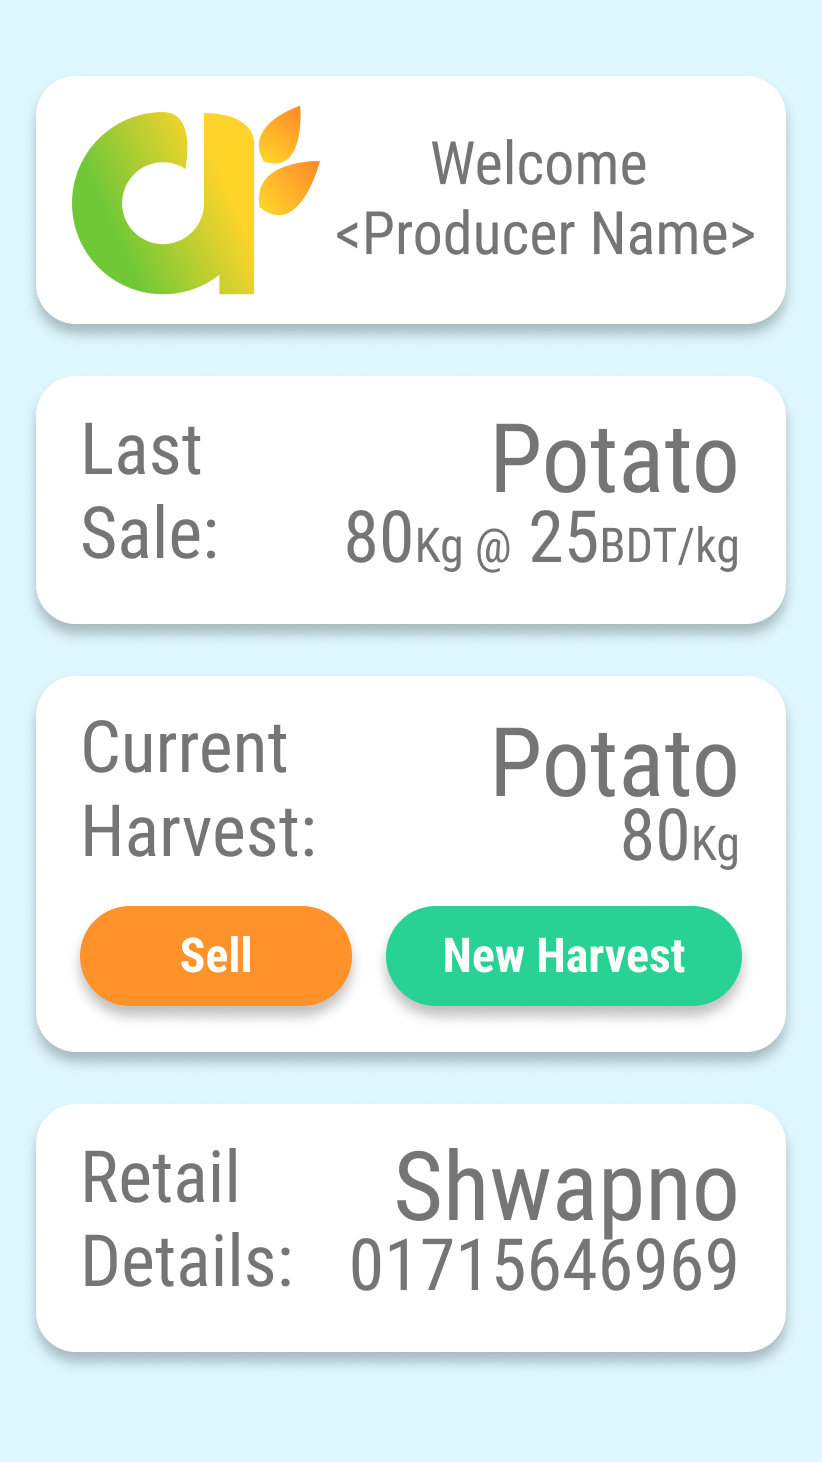 Welcome
<Producer Name>
Last
Sale:
Potato
80Kg @ 25BDT/kg
Current
Harvest:
Potato
80Kg
Sell
New Harvest
Retail
Details:
Shwapno
01715646969